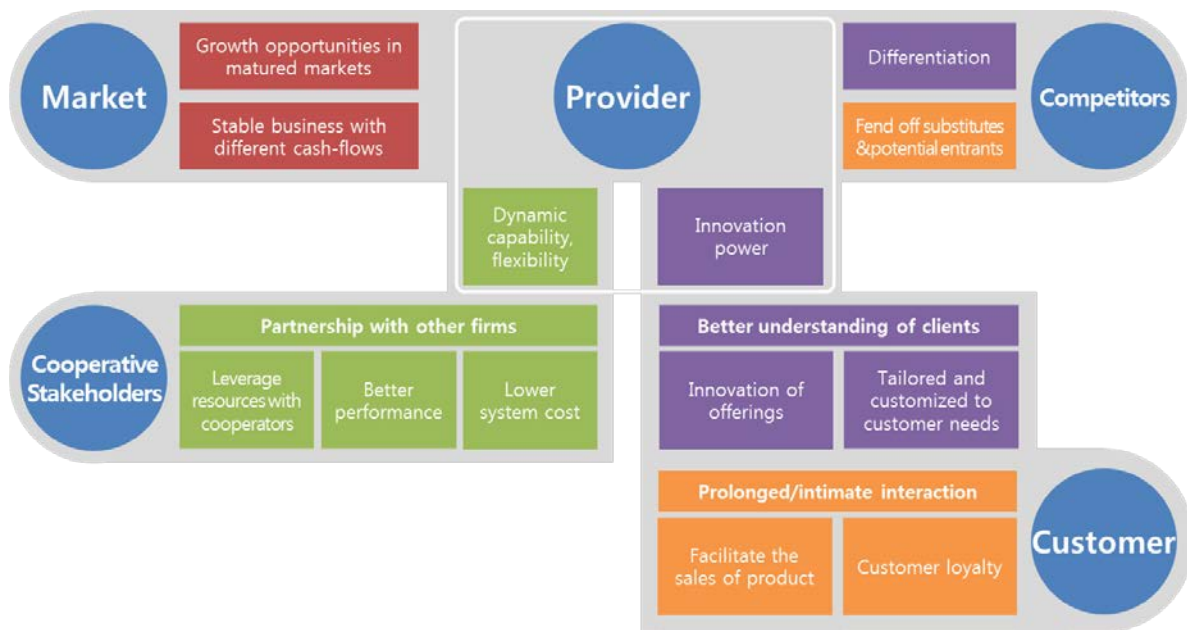 Market
Growth opportunities in
matured markets
Stable business with
different cash-flows
Provider
Differentiation
Fend off substitutes
&potential entrants
Competitors
Dynamic
capability,
flexibility
Innovation
power
Cooperative
Stakeholders
Partnership with other firms
Leverage
resources with
cooperators
Better
performance
Lower
system cost
Better understanding of clients
Innovation of
offerings
Tailored and
customized to
customer needs
Prolonged/intimate interaction
Facilitate the
sales of product
Customer loyalty
Customer